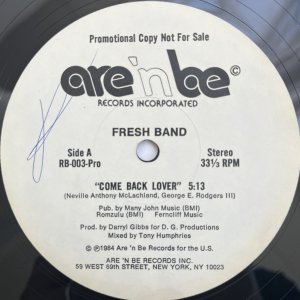 Promotional Copy Not For Sale
are 'n be ©
RECORDS INCORPORATED
FRESH BAND
Side A
RB-003-Pro
Stereo
33⅓ RPM
"COME BACK LOVER" 5:13
(Neville Anthony McLachland, George E. Rodgers III)
Pub. by Many John Music (BMI)
Romzulu (BMI) Ferncliff Music
Prod. by Darryl Gibbs for D. G. Productions
Mixed by Tony Humphries
©℗1984 Are 'n Be Records for the U.S.
ARE 'N BE RECORDS INC.
59 WEST 69th STREET, NEW YORK, NY 10023